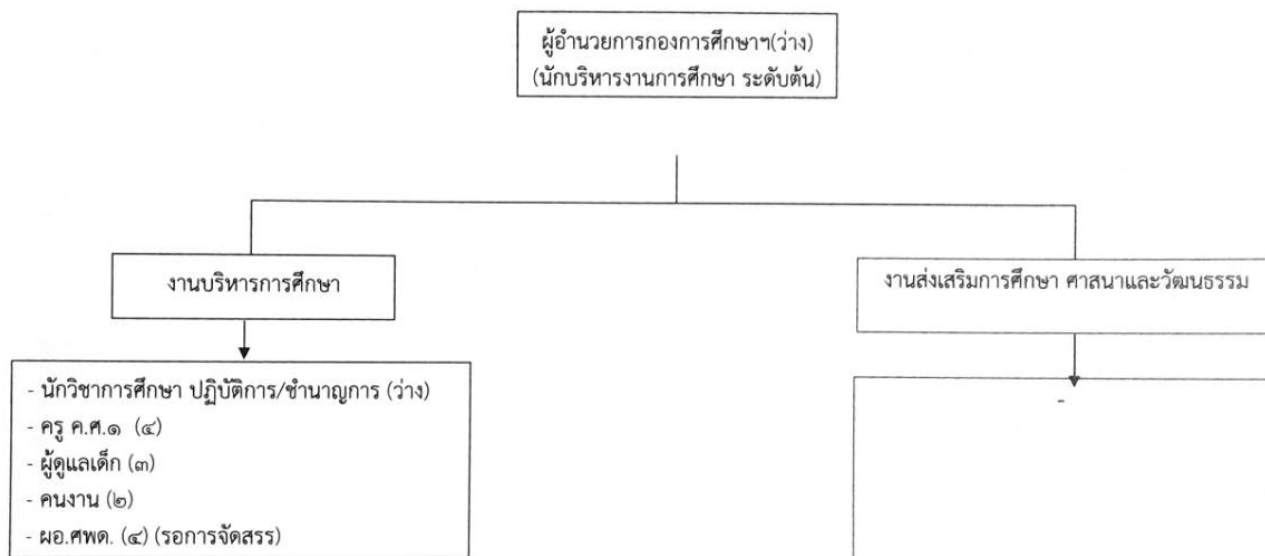 ผู้อำนวยการกองการศึกษาฯ(ว่าง)
(นักบริหารงานการศึกษา ระดับต้น)
งานบริหารการศึกษา
งานส่งเสริมการศึกษา ศาสนาและวัฒนธรรม
- นักวิชาการศึกษา ปฏิบัติการ/ชำนาญการ (ว่าง)
- ครู ค.ศ.๑ (๔)
- ผู้ดูแลเด็ก (๓)
- คนงาน (๒)
- ผอ.ศพด. (๔) (รอการจัดสรร)
-